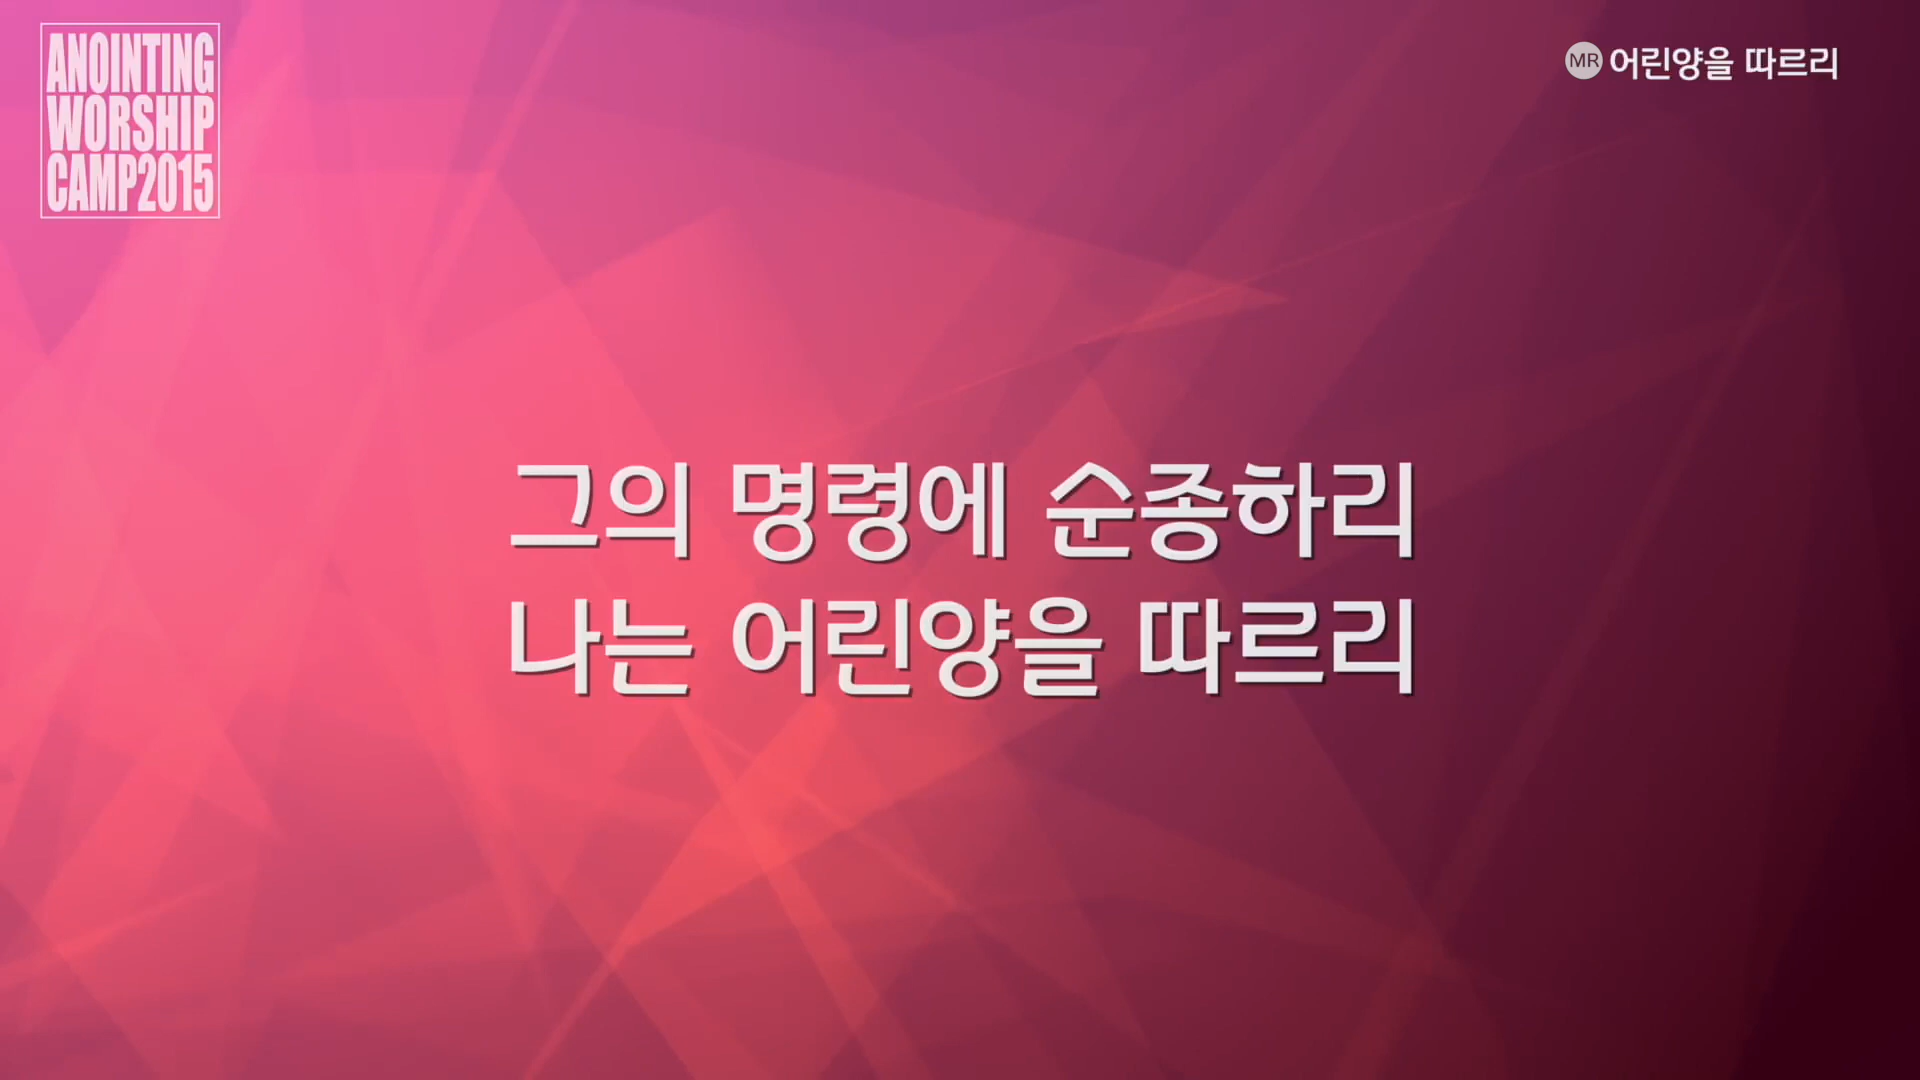 ANOINTING
WORSHIP
CAMP2015
MR 어린양을 따르리
그의 명령에 순종하리
나는 어린양을 따르리